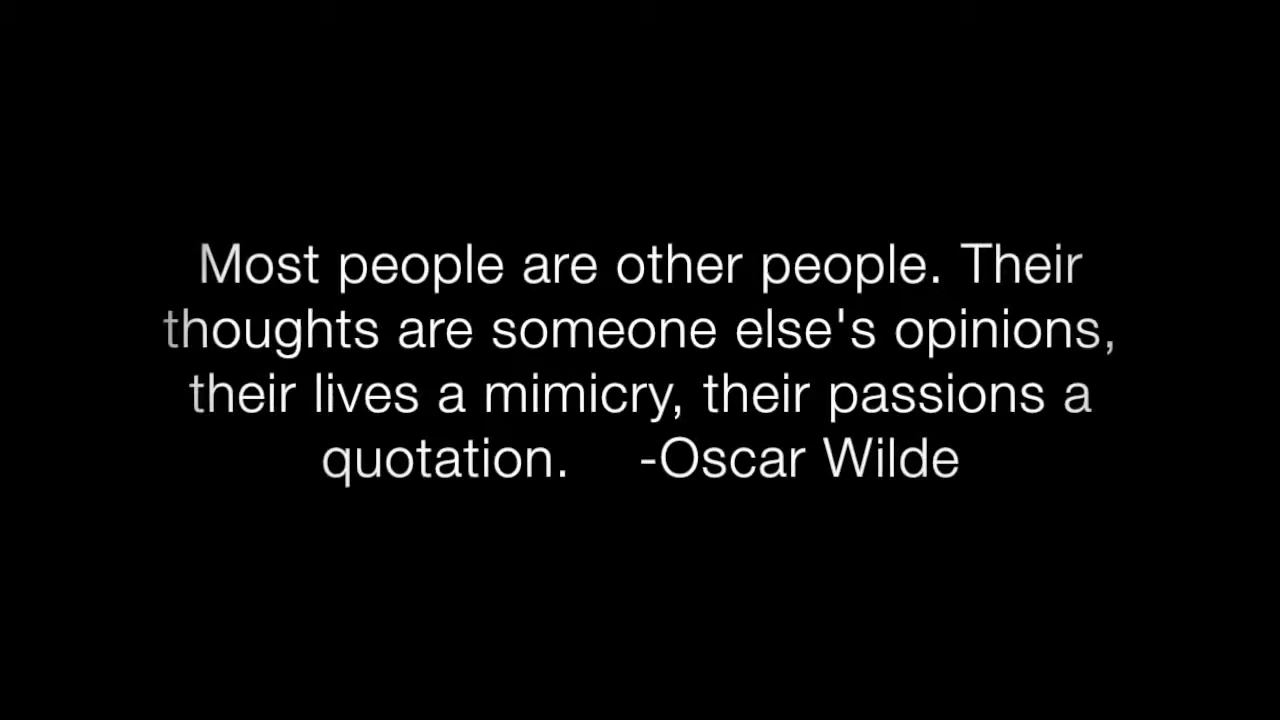 Most people are other people. Their
thoughts are someone else's opinions,
their lives a mimicry, their passions a
quotation.    -Oscar Wilde